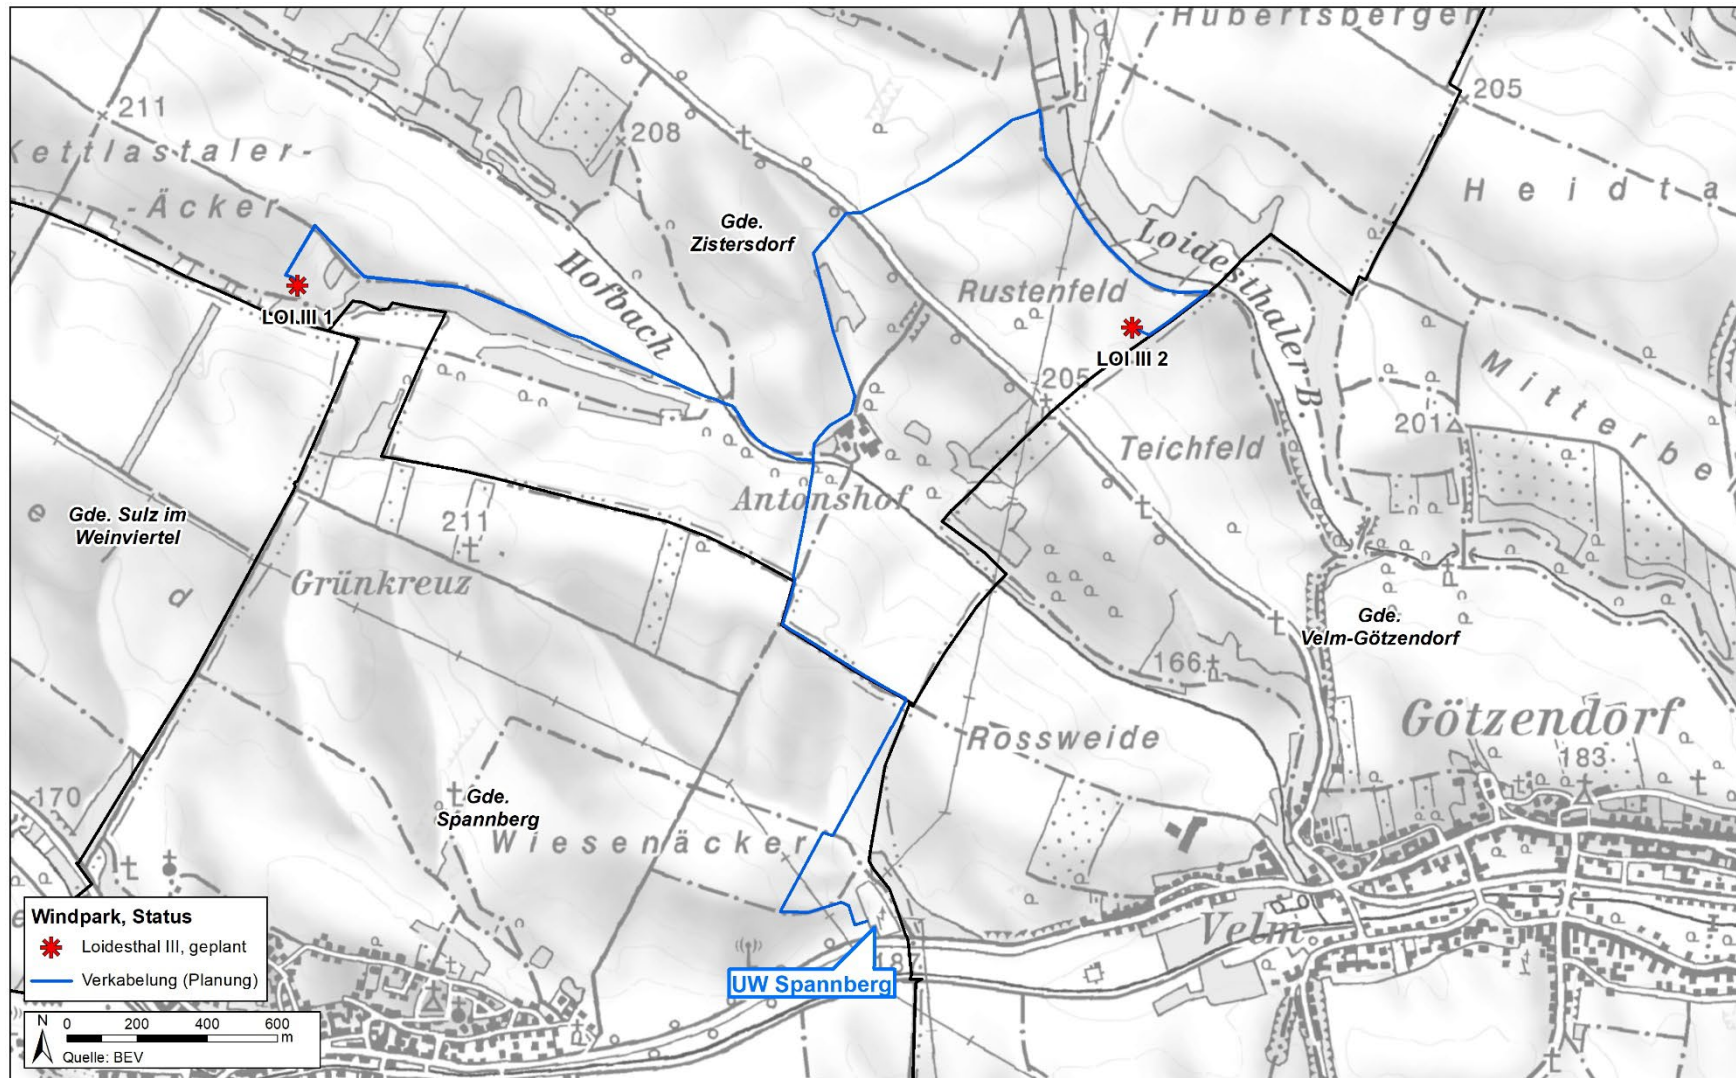 Hubertsbergen
211
205
208
Kettlastaler-
-Äcker
Heidta
Gde.
Zistersdorf
Hofbach
Loidesthaler-B.
Rustenfeld
LOI III 1
LOI III 2
205
Mitterbe
201
Teichfeld
Antonshof
Gde. Sulz im
Weinviertel
211
Grünkreuz
e
d
Gde.
Velm-Götzendorf
166
Götzendorf
Rossweide
183
170
Gde.
Spannberg
Wiesenäcker
Velm
187
UW Spannberg
Windpark, Status
Loidesthal III, geplant
Verkabelung (Planung)
N
0 200 400 600
m
Quelle: BEV